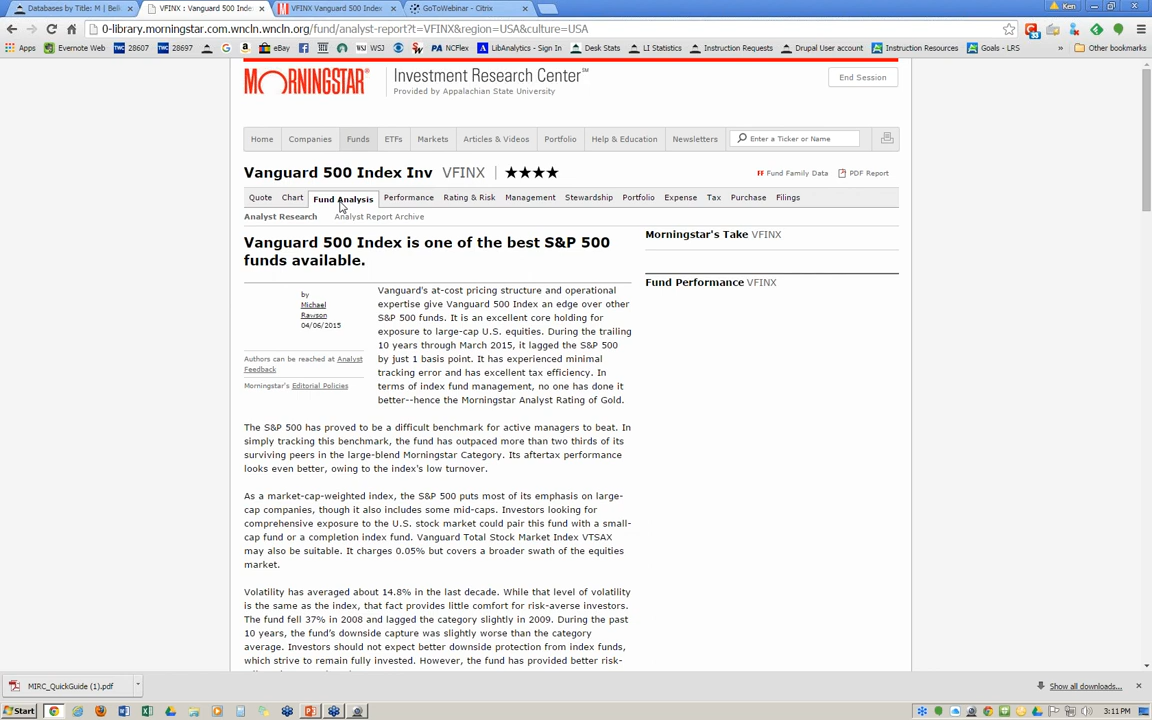 Databases by Title: M | Bel
VFINX : Vanguard 500 Inde
VFINX Vanguard 500 Index
GoToWebinar - Citrix
Ken
0-library.morningstar.com.wncln.wncln.org/fund/analyst-report?t=VFINX&region=USA&culture=USA
Apps
Evernote Web
28607
28697
eBay
WSJ
NCFlex
LibAnalytics - Sign In
Desk Stats
LI Statistics
Instruction Requests
Drupal User account
Instruction Resources
Goals - LRS
»
Other bookmarks
MORNINGSTAR®
Investment Research Center℠
Provided by Appalachian State University
End Session
Home
Companies
Funds
ETFs
Markets
Articles & Videos
Portfolio
Help & Education
Newsletters
Enter a Ticker or Name
Vanguard 500 Index Inv VFINX | ★★★★
Fund Family Data
PDF Report
Quote
Chart
Fund Analysis
Performance
Rating & Risk
Management
Stewardship
Portfolio
Expense
Tax
Purchase
Filings
Analyst Research
Analyst Report Archive
Vanguard 500 Index is one of the best S&P 500
funds available.
by
Michael
Rawson
04/06/2015
Authors can be reached at Analyst
Feedback
Morningstar's Editorial Policies
Vanguard's at-cost pricing structure and operational
expertise give Vanguard 500 Index an edge over other
S&P 500 funds. It is an excellent core holding for
exposure to large-cap U.S. equities. During the trailing
10 years through March 2015, it lagged the S&P 500
by just 1 basis point. It has experienced minimal
tracking error and has excellent tax efficiency. In
terms of index fund management, no one has done it
better--hence the Morningstar Analyst Rating of Gold.
The S&P 500 has proved to be a difficult benchmark for active managers to beat. In
simply tracking this benchmark, the fund has outpaced more than two thirds of its
surviving peers in the large-blend Morningstar Category. Its aftertax performance
looks even better, owing to the index's low turnover.
As a market-cap-weighted index, the S&P 500 puts most of its emphasis on large-
cap companies, though it also includes some mid-caps. Investors looking for
comprehensive exposure to the U.S. stock market could pair this fund with a small-
cap fund or a completion index fund. Vanguard Total Stock Market Index VTSAX
may also be suitable. It charges 0.05% but covers a broader swath of the equities
market.
Volatility has averaged about 14.8% in the last decade. While that level of volatility
is the same as the index, that fact provides little comfort for risk-averse investors.
The fund fell 37% in 2008 and lagged the category slightly in 2009. During the past
10 years, the fund's downside capture was slightly worse than the category
average. Investors should not expect better downside protection from index funds,
which strive to remain fully invested. However, the fund has provided better risk-
Morningstar's Take VFINX
Fund Performance VFINX
MIRC_QuickGuide (1).pdf
Show all downloads...
Start
3:11 PM